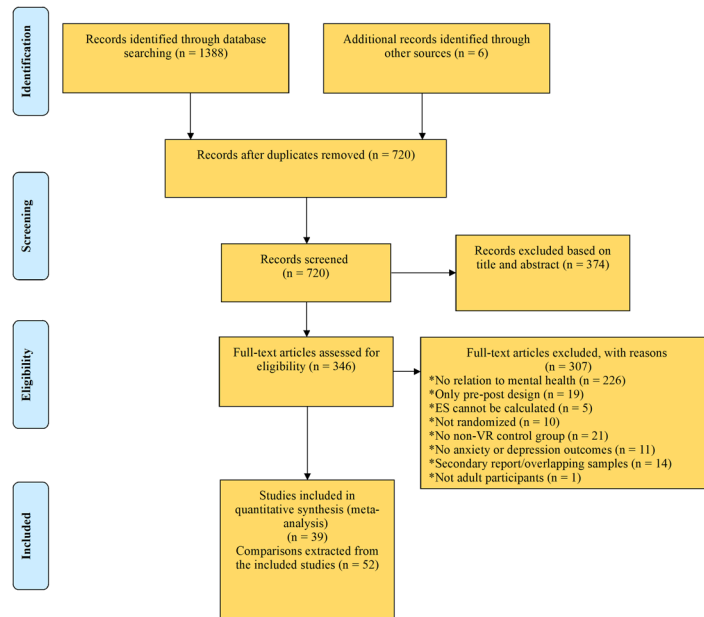 Identification
Records identified through database
searching (n = 1388)
Additional records identified through
other sources (n = 6)
Records after duplicates removed (n = 720)
Screening
Records screened
(n = 720)
Records excluded based on
title and abstract (n = 374)
Eligibility
Full-text articles assessed for
eligibility (n = 346)
Full-text articles excluded, with reasons
(n = 307)
*No relation to mental health (n = 226)
*Only pre-post design (n = 19)
*ES cannot be calculated (n = 5)
*Not randomized (n = 10)
*No non-VR control group (n = 21)
*No anxiety or depression outcomes (n = 11)
*Secondary report/overlapping samples (n = 14)
*Not adult participants (n = 1)
Included
Studies included in
quantitative synthesis (meta-
analysis)
(n = 39)
Comparisons extracted from
the included studies (n = 52)